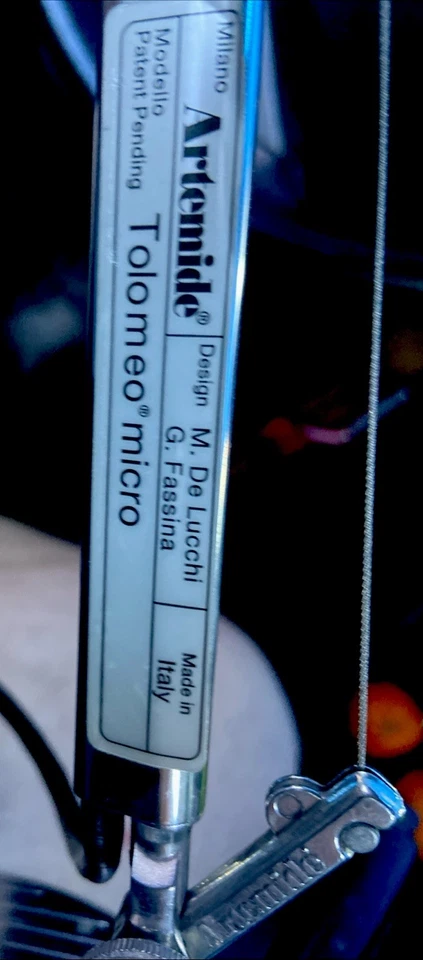 Milano
Artemide®
Design M. De Lucchi
G. Fassina
Made in
Italy
Modello
Patent Pending
Tolomeo® micro
Artemide